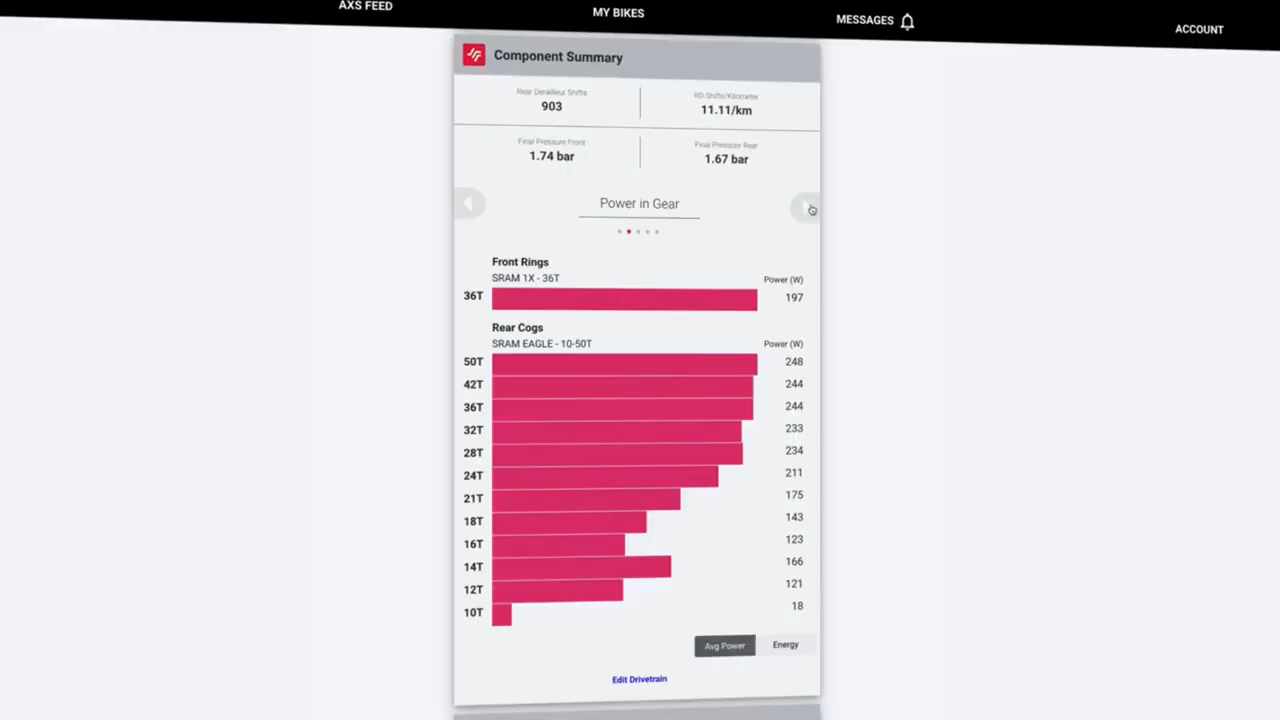 AXS FEED
MY BIKES
MESSAGES
ACCOUNT
Component Summary
Rear Derailleur Shifts
903
RD Shifts/Kilometer
11.11/km
Final Pressure Front
1.74 bar
Final Pressure Rear
1.67 bar
Power in Gear
Front Rings
SRAM 1X - 36T
Power (W)
36T
197
Rear Cogs
SRAM EAGLE - 10-50T
Power (W)
50T
248
42T
244
36T
244
32T
233
28T
234
24T
211
21T
175
18T
143
16T
123
14T
166
12T
121
10T
18
Avg Power
Energy
Edit Drivetrain